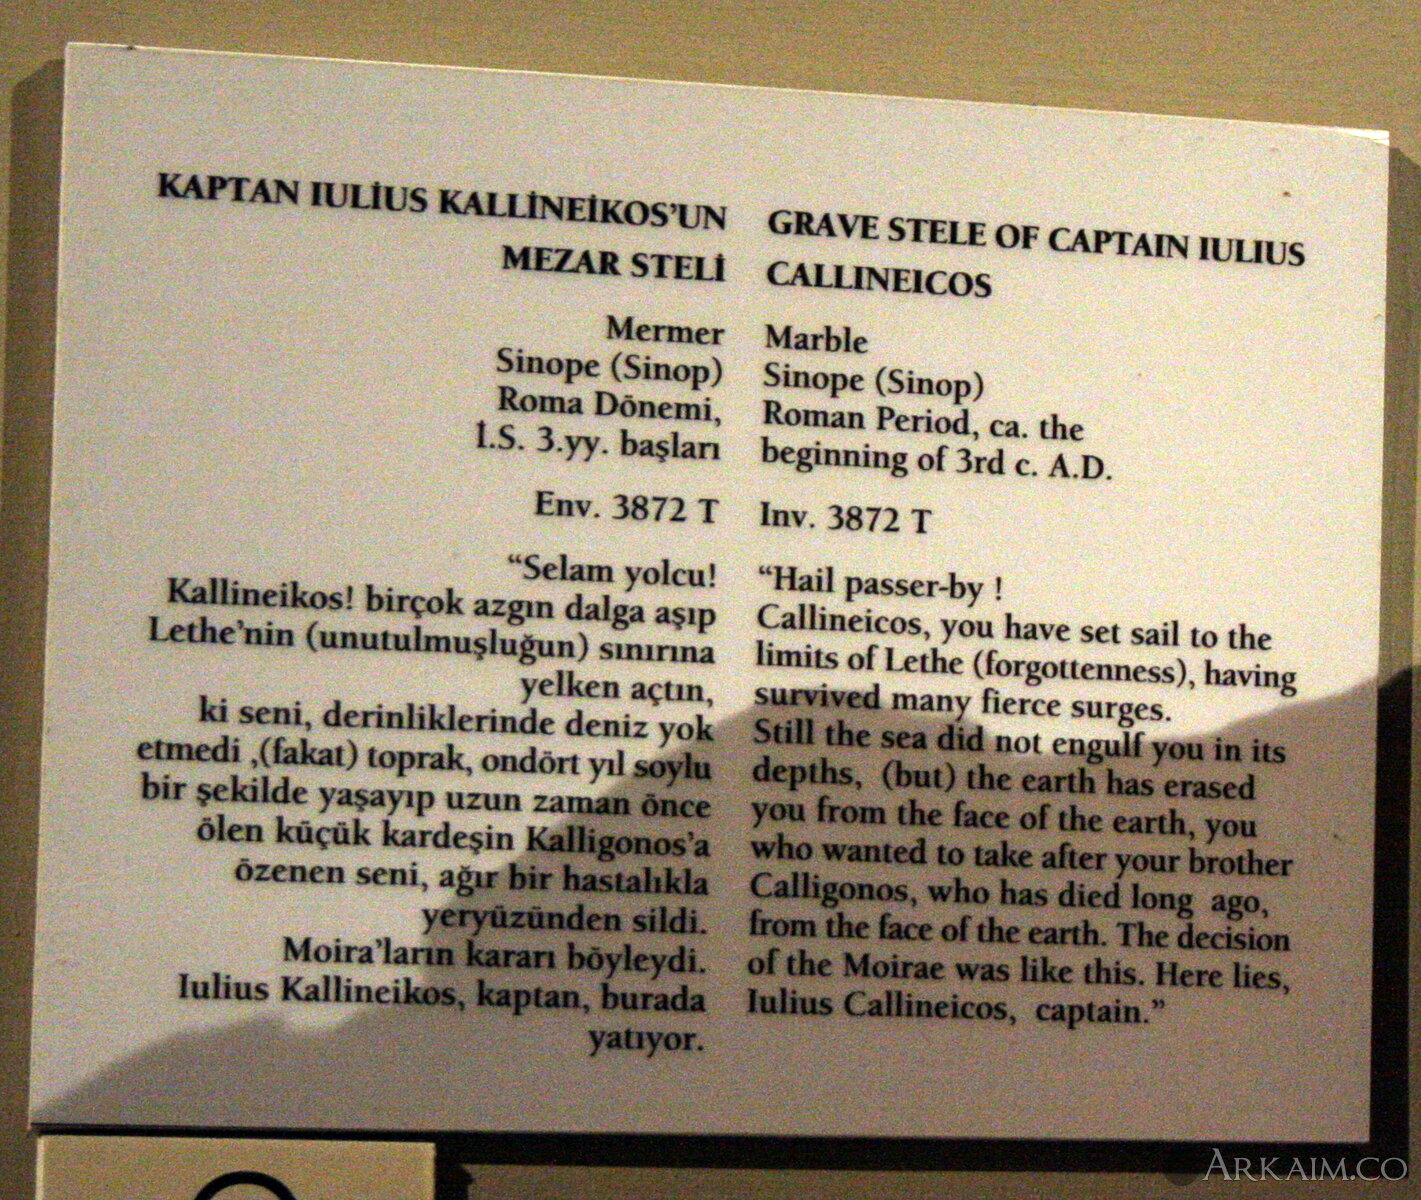 KAPTAN IULİUS KALLİNEİKOS'UN
MEZAR STELİ
Mermer
Sinope (Sinop)
Roma Dönemi,
İ.S. 3.yy. başları
Env. 3872 T
“Selam yolcu!
Kallineikos! birçok azgın dalga aşıp
Lethe'nin (unutulmuşluğun) sınırına
yelken açtın,
ki seni, derinliklerinde deniz yok
etmedi ,(fakat) toprak, ondört yıl soylu
bir şekilde yaşayıp uzun zaman önce
ölen küçük kardeşin Kalligonos'a
özenen seni, ağır bir hastalıkla
yeryüzünden sildi.
Moira'ların kararı böyleydi.
Iulius Kallineikos, kaptan, burada
yatıyor.
GRAVE STELE OF CAPTAIN IULIUS
CALLINEICOS
Marble
Sinope (Sinop)
Roman Period, ca. the
beginning of 3rd c. A.D.
Inv. 3872 T
“Hail passer-by !
Callineicos, you have set sail to the
limits of Lethe (forgottenness), having
survived many fierce surges.
Still the sea did not engulf you in its
depths, (but) the earth has erased
you from the face of the earth, you
who wanted to take after your brother
Calligonos, who has died long ago,
from the face of the earth. The decision
of the Moirae was like this. Here lies,
Iulius Callineicos, captain.”
ARKAIM.CO